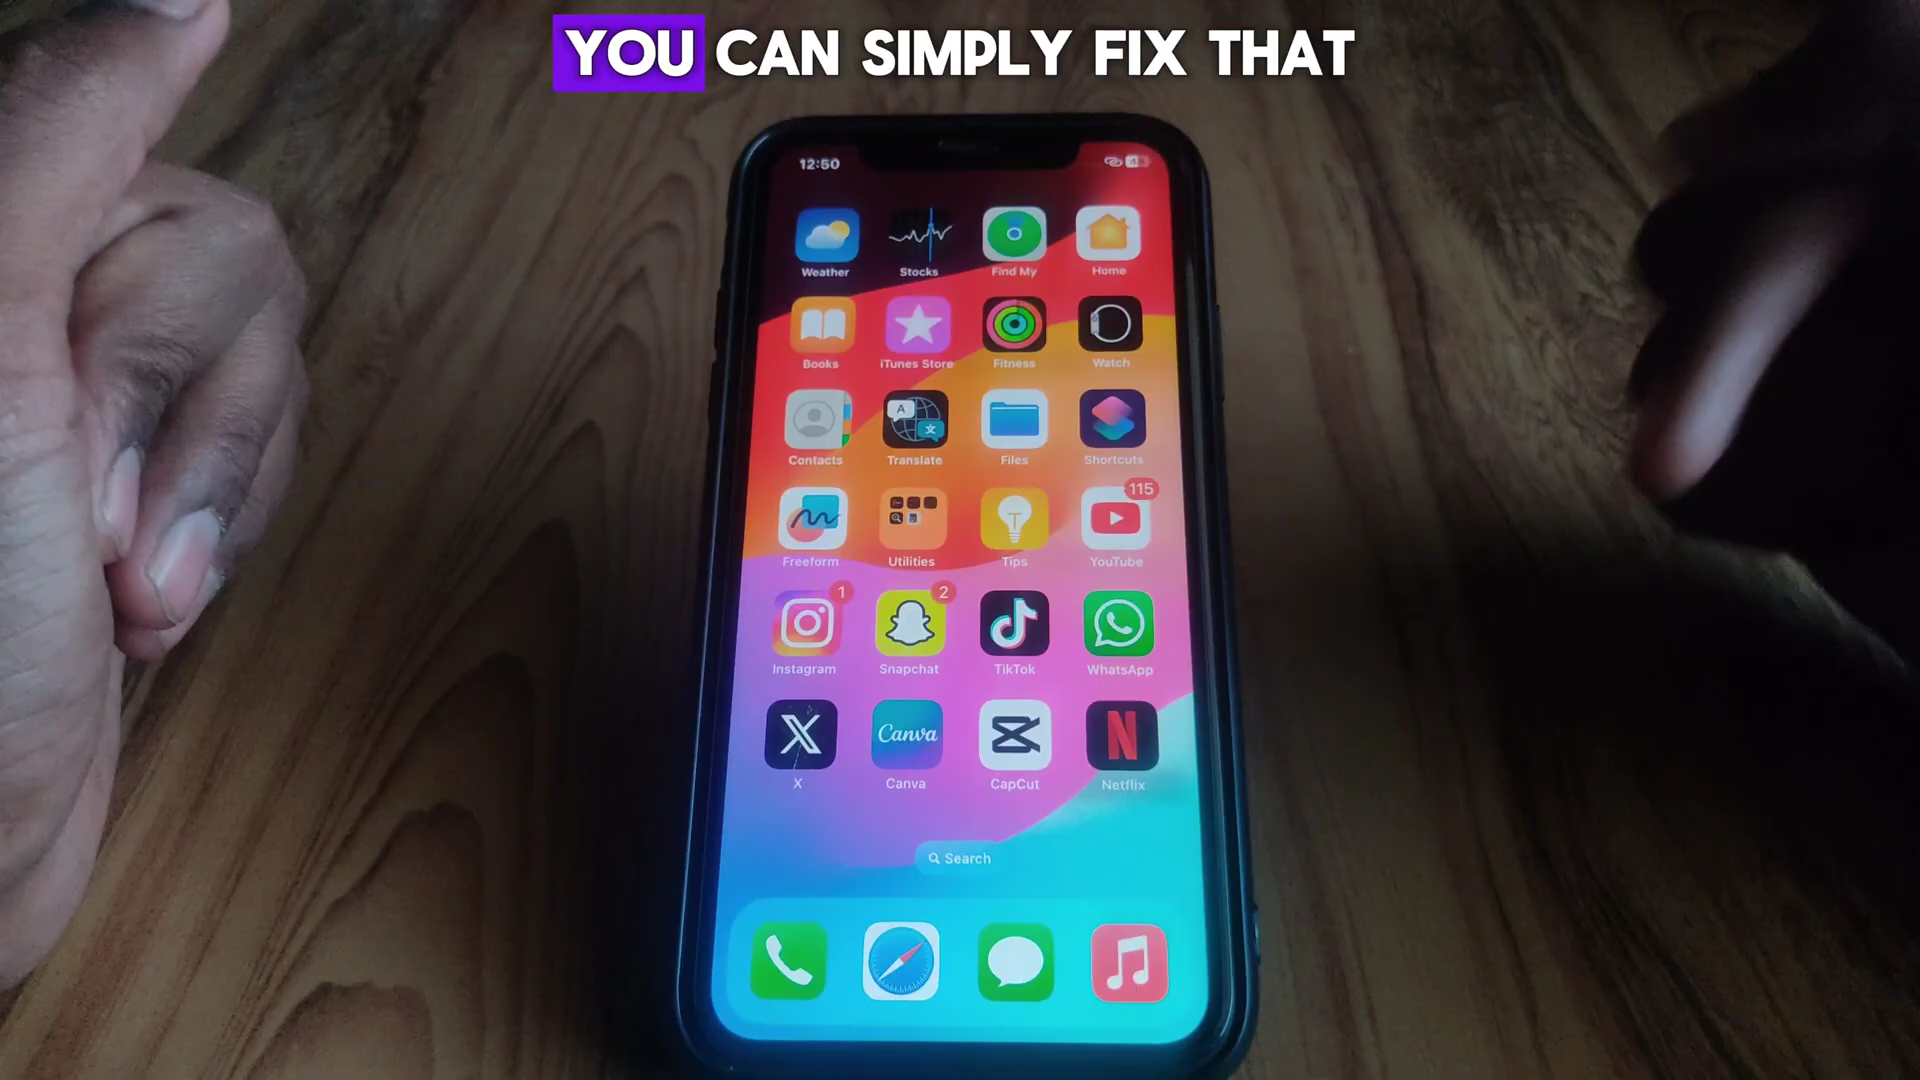 YOU CAN SIMPLY FIX THAT
12:50
Weather Stocks Find My Home
Books iTunes Store Fitness Watch
Contacts Translate Files Shortcuts
115
Freeform Utilities Tips YouTube
1 2
Instagram Snapchat TikTok WhatsApp
Canva
X Canva CapCut Netflix
Search